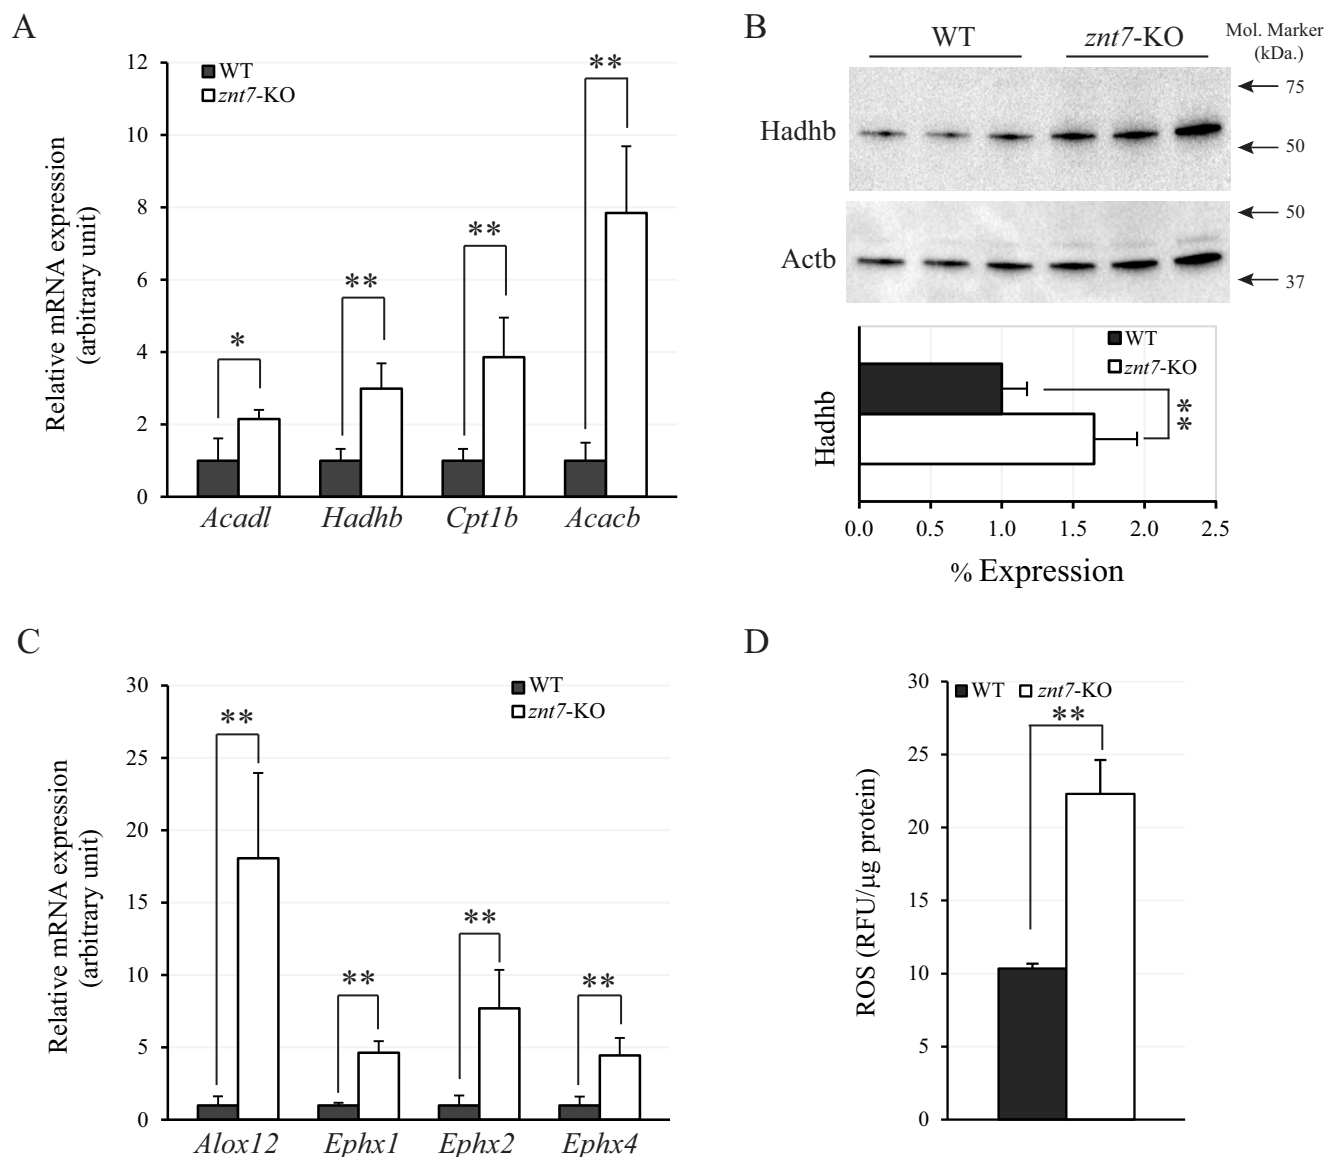 A
Relative mRNA expression
(arbitrary unit)
12
10
8
6
4
2
0
WT
znt7-KO
*
**
**
**
Acadl Hadhb Cpt1b Acacb
B
WT znt7-KO Mol. Marker
(kDa.)
Hadhb
75
50
Actb
50
37
WT
znt7-KO
**
Hadhb
0.0 0.5 1.0 1.5 2.0 2.5
% Expression
C
Relative mRNA expression
(arbitrary unit)
30
25
20
15
10
5
0
WT
znt7-KO
**
**
**
**
Alox12 Ephx1 Ephx2 Ephx4
D
ROS (RFU/μg protein)
30
25
20
15
10
5
0
WT znt7-KO
**